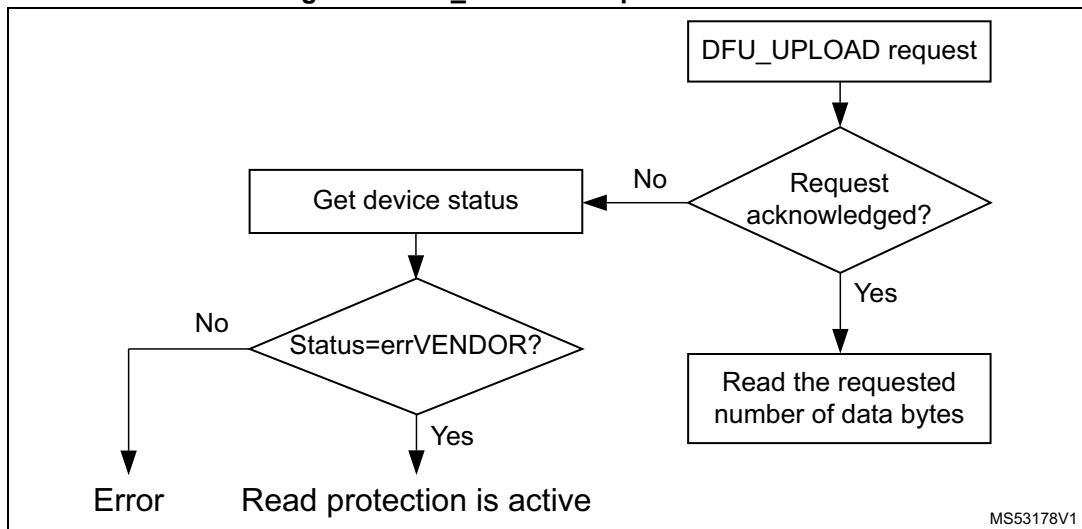 DFU_UPLOAD request
Request
acknowledged?
No
Get device status
Yes
No
Status=errVENDOR?
Read the requested
number of data bytes
Yes
Error
Read protection is active
MS53178V1